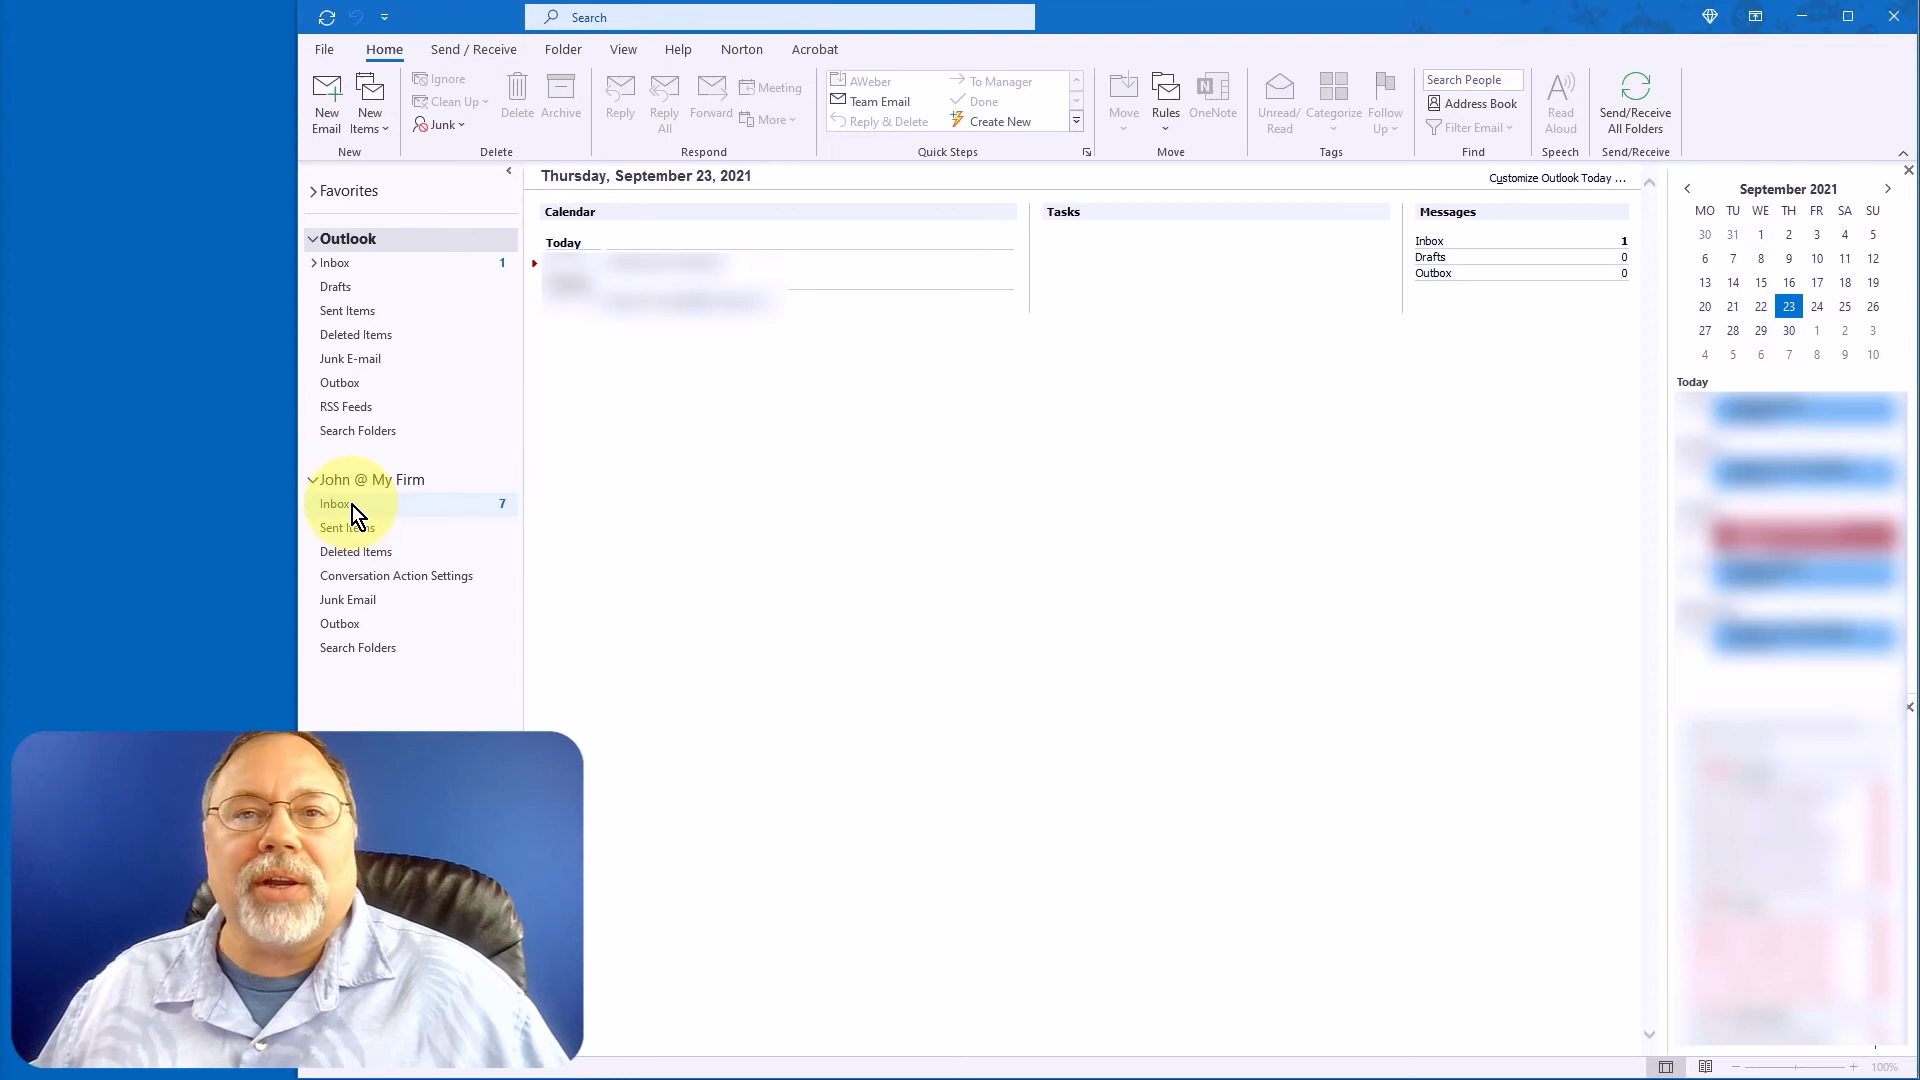 Search
File Home Send / Receive Folder View Help Norton Acrobat
New Email
New Items
New
Ignore
Clean Up
Junk
Delete
Archive
Delete
Reply
Reply All
Forward
Meeting
More
Respond
AWeber
Team Email
Reply & Delete
To Manager
Done
Create New
Quick Steps
Move
Rules
OneNote
Move
Unread/ Read
Categorize
Follow Up
Tags
Search People
Address Book
Filter Email
Find
Read Aloud
Speech
Send/Receive All Folders
Send/Receive
Favorites
Outlook
Inbox 1
Drafts
Sent Items
Deleted Items
Junk E-mail
Outbox
RSS Feeds
Search Folders
John @ My Firm
Inbox 7
Sent Items
Deleted Items
Conversation Action Settings
Junk Email
Outbox
Search Folders
Thursday, September 23, 2021
Customize Outlook Today ...
Calendar
Today
Tasks
Messages
Inbox 1
Drafts 0
Outbox 0
September 2021
MO TU WE TH FR SA SU
30 31 1 2 3 4 5
6 7 8 9 10 11 12
13 14 15 16 17 18 19
20 21 22 23 24 25 26
27 28 29 30 1 2 3
4 5 6 7 8 9 10
Today
100%